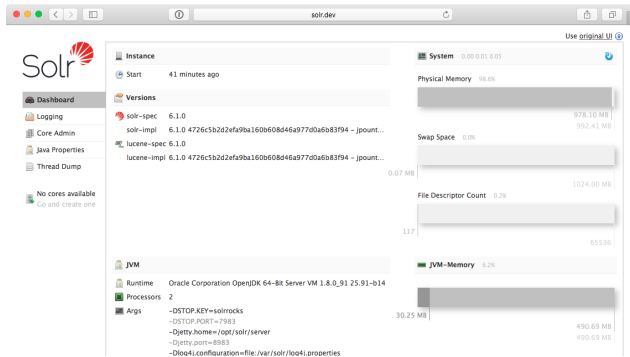 solr.dev
Use original UI
Solr
Dashboard
Logging
Core Admin
Java Properties
Thread Dump
No cores available
Go and create one
Instance
Start 41 minutes ago
Versions
solr-spec 6.1.0
solr-impl 6.1.0 4726c5b2d2efa9ba160b608d46a977d0a6b83f94 - jpount...
lucene-spec 6.1.0
lucene-impl 6.1.0 4726c5b2d2efa9ba160b608d46a977d0a6b83f94 - jpount...
JVM
Runtime Oracle Corporation OpenJDK 64-Bit Server VM 1.8.0_91 25.91-b14
Processors 2
Args -DSTOP.KEY=solrrocks
-DSTOP.PORT=7983
-Djetty.home=/opt/solr/server
-Djetty.port=8983
-Dlog4j.configuration=file:/var/solr/log4j.properties
System 0.00 0.01 0.05
Physical Memory 98.6%
978.10 MB
992.41 MB
Swap Space 0.0%
0.07 MB
1024.00 MB
File Descriptor Count 0.2%
117
65536
JVM-Memory 6.2%
30.25 MB
490.69 MB
490.69 MB